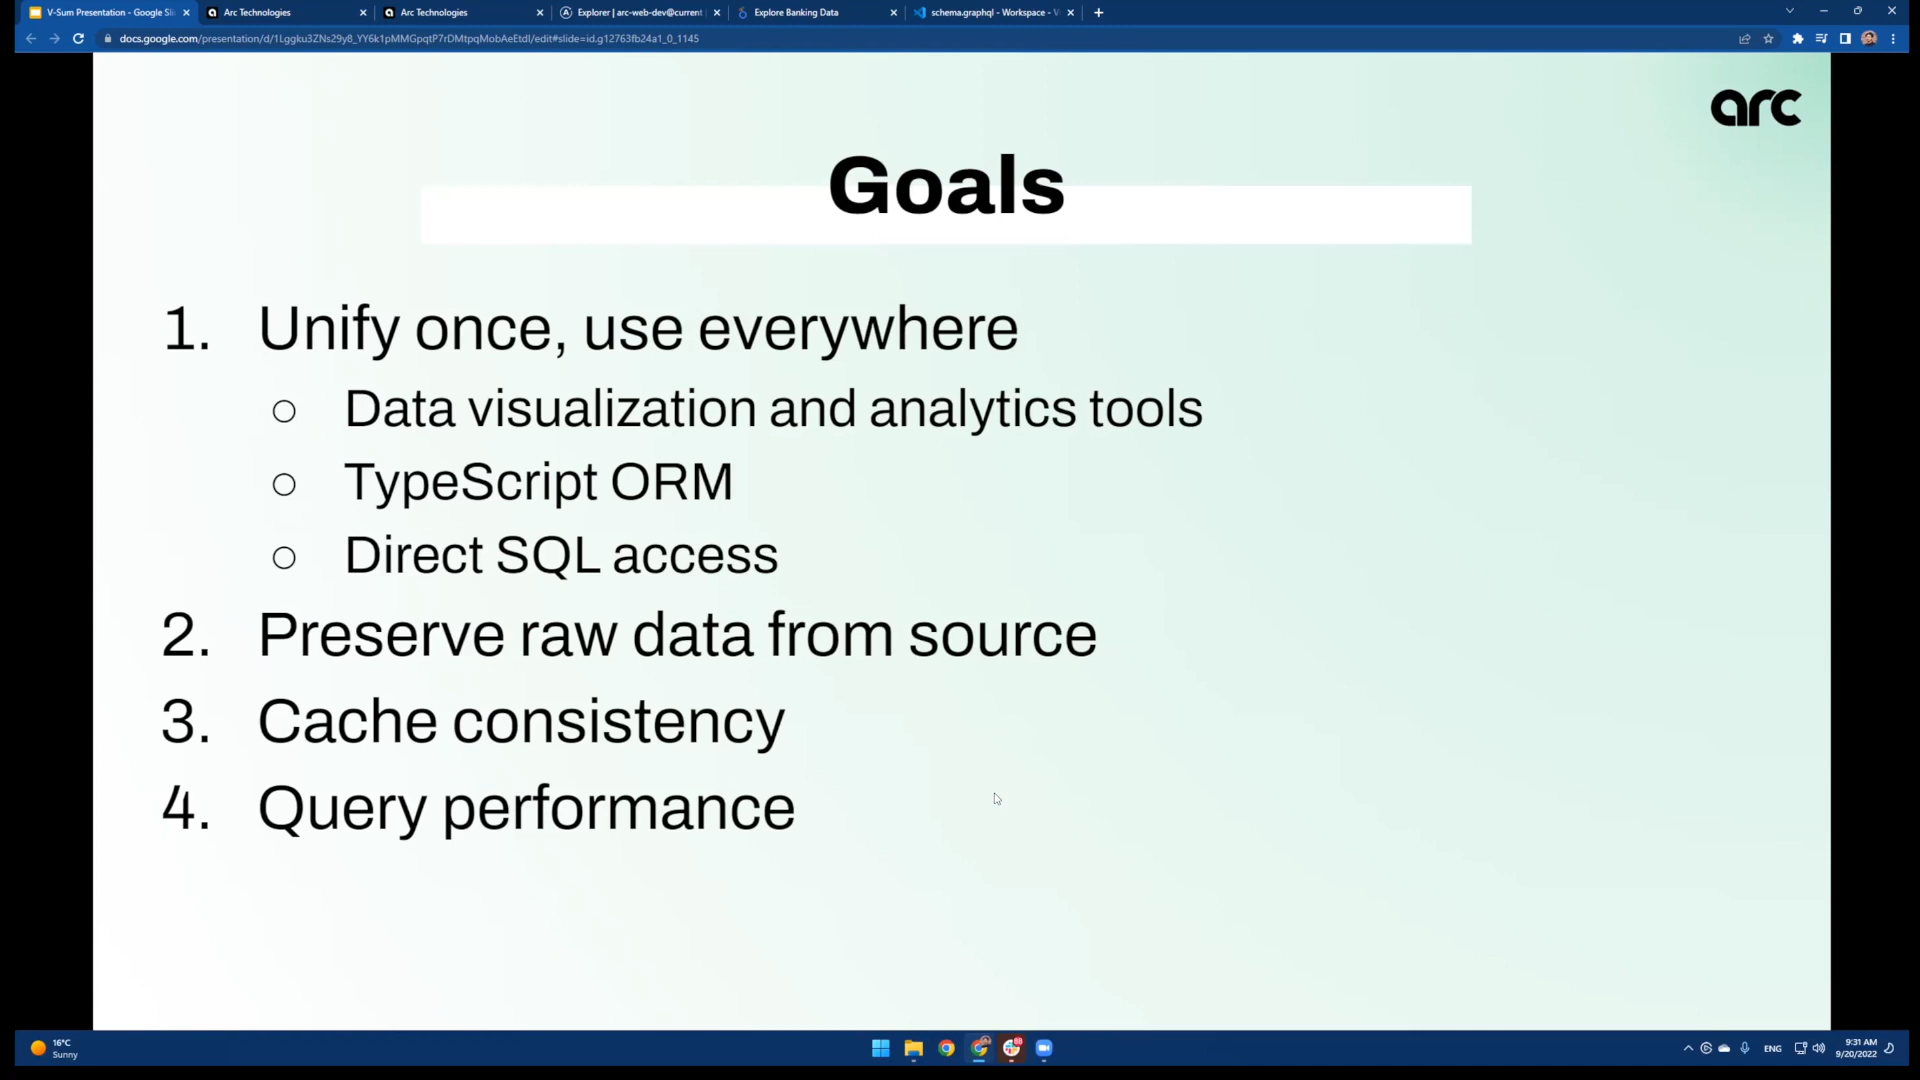 V-Sum Presentation - Google Sli
Arc Technologies
Arc Technologies
Explorer | arc-web-dev@current
Explore Banking Data
schema.graphql - Workspace - V
docs.google.com/presentation/d/1Lggku3ZNs29y8_YY6k1pMMGpqtP7rDMtpqMobAeEtdI/edit#slide=id.g12763fb24a1_0_1145
arc
Goals
1. Unify once, use everywhere
○ Data visualization and analytics tools
○ TypeScript ORM
○ Direct SQL access
2. Preserve raw data from source
3. Cache consistency
4. Query performance
16°C
Sunny
ENG
9:31 AM
9/20/2022